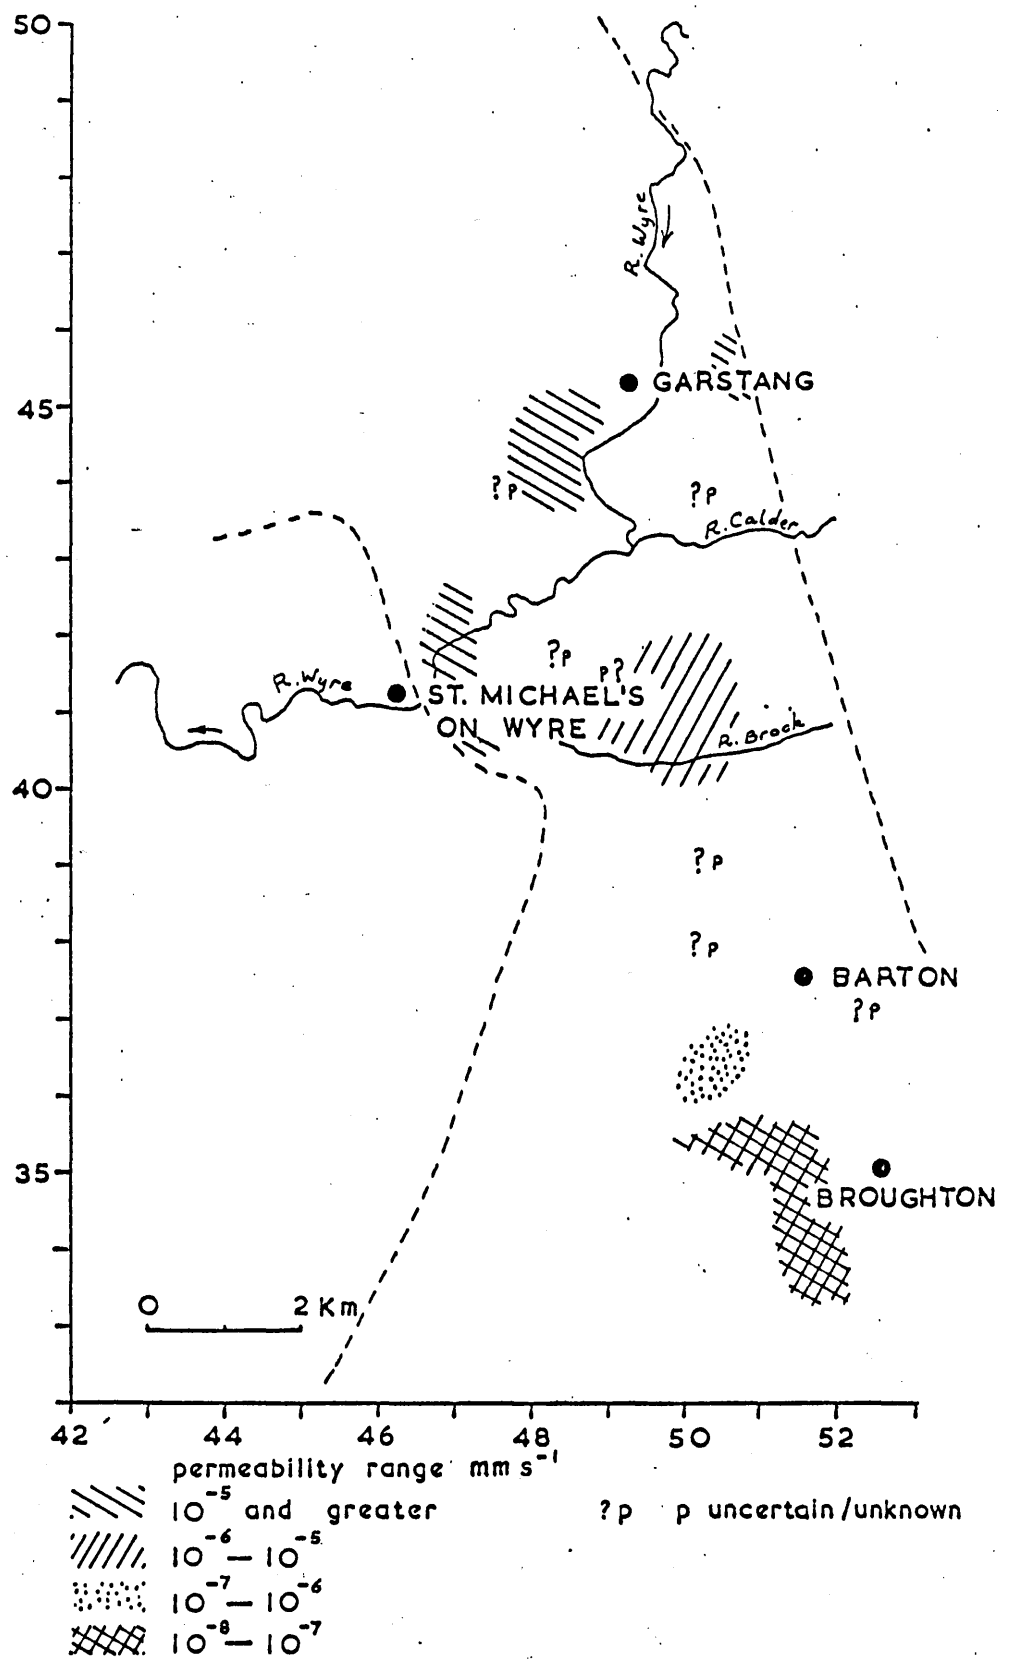 50
R. Wyre
GARSTANG
45
? p
? p
R. Calder
? p
p ?
R. Wyre
ST. MICHAEL'S
ON WYRE
R. Brock
40
? p
? p
BARTON
? p
35
BROUGHTON
0 2 Km
42 44 46 48 50 52
permeability range mm s⁻¹
10⁻⁵ and greater
? p p uncertain/unknown
10⁻⁶ — 10⁻⁵
10⁻⁷ — 10⁻⁶
10⁻⁸ — 10⁻⁷